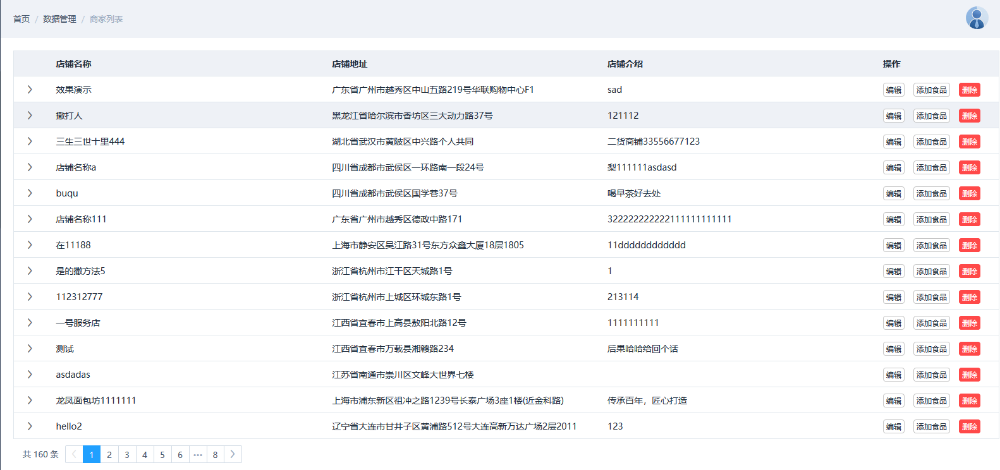 首页 / 数据管理 / 商家列表
店铺名称 店铺地址 店铺介绍 操作
效果演示 广东省广州市越秀区中山五路219号华联购物中心F1 sad 编辑 添加食品 删除
撒打人 黑龙江省哈尔滨市香坊区三大动力路37号 121112 编辑 添加食品 删除
三生三世十里444 湖北省武汉市黄陂区中兴路个人共同 二货商铺33556677123 编辑 添加食品 删除
店铺名称a 四川省成都市武侯区一环路南一段24号 梨111111asdasd 编辑 添加食品 删除
buqu 四川省成都市武侯区国学巷37号 喝早茶好去处 编辑 添加食品 删除
店铺名称111 广东省广州市越秀区德政中路171 322222222222111111111111 编辑 添加食品 删除
在11188 上海市静安区吴江路31号东方众鑫大厦18层1805 11dddddddddddd 编辑 添加食品 删除
是的撒方法5 浙江省杭州市江干区天城路1号 1 编辑 添加食品 删除
112312777 浙江省杭州市上城区环城东路1号 213114 编辑 添加食品 删除
一号服务店 江西省宜春市上高县敖阳北路12号 1111111111 编辑 添加食品 删除
测试 江西省宜春市万载县湘赣路234 后果哈哈给回个话 编辑 添加食品 删除
asdadas 江苏省南通市崇川区文峰大世界七楼 编辑 添加食品 删除
龙凤面包坊1111111 上海市浦东新区祖冲之路1239号长泰广场3座1楼(近金科路) 传承百年，匠心打造 编辑 添加食品 删除
hello2 辽宁省大连市甘井子区黄浦路512号大连高新万达广场2层2011 123 编辑 添加食品 删除
共 160 条 1 2 3 4 5 6 ··· 8